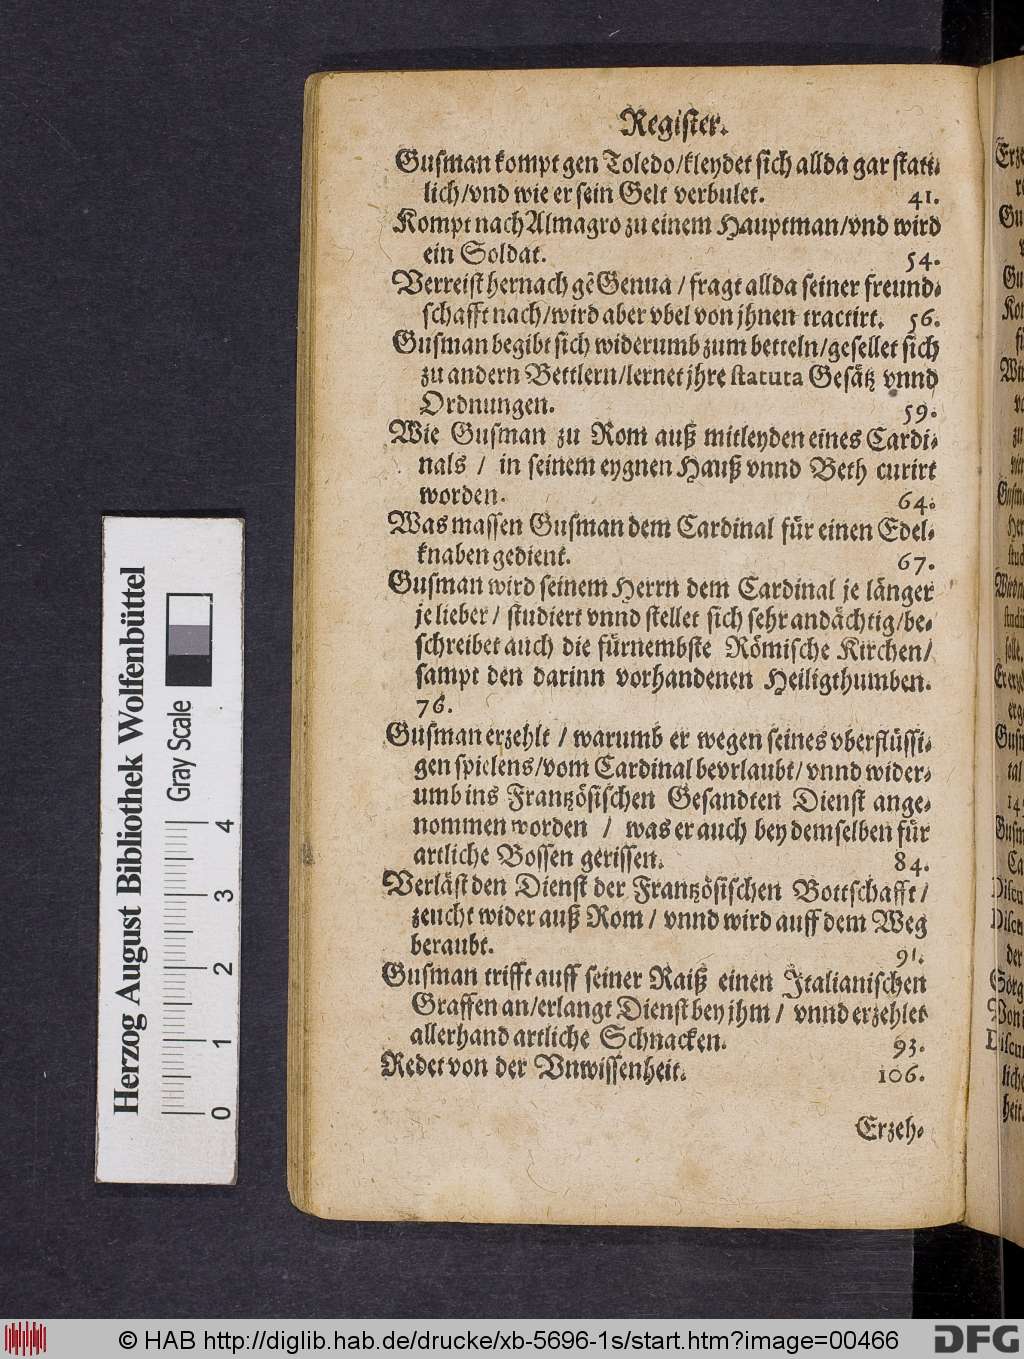 Register.
Gusman kompt gen Toledo/kleydet sich allda gar statt-
lich/vnd wie er sein Gelt verbulet. 41.
Kompt nach Almagro zu einem Hauptman/vnd wird
ein Soldat. 54.
Verreist hernach gē Genua / fragt allda seiner freund-
schafft nach/wird aber vbel von jhnen tractirt. 56.
Gusman begibt sich widerumb zum betteln/gesellet sich
zu andern Bettlern/lernet jhre statuta Gesätz vnnd
Ordnungen. 59.
Wie Gusman zu Rom auß mitleyden eines Cardi-
nals / in seinem eygnen Hauß vnnd Beth curirt
worden. 64.
Was massen Gusman dem Cardinal für einen Edel-
knaben gedient. 67.
Gusman wird seinem Herrn dem Cardinal je länger
je lieber / studiert vnnd stellet sich sehr andächtig/be-
schreibet auch die fürnembste Römische Kirchen/
sampt den darinn vorhandenen Heiligthumben.
76.
Gusman erzehlt / warumb er wegen seines vberflüssi-
gen spielens/vom Cardinal bevrlaubt/vnnd wider-
umb ins Frantzösischen Gesandten Dienst ange-
nommen worden / was er auch bey demselben für
artliche Bossen gerissen. 84.
Verläst den Dienst der Frantzösischen Bottschafft /
zeucht wider auß Rom / vnnd wird auff dem Weg
beraubt. 91.
Gusman trifft auff seiner Raiß einen Italianischen
Graffen an/erlangt Dienst bey jhm / vnnd erzehlet
allerhand artliche Schnacken. 93.
Redet von der Vnwissenheit. 106.
Erzeh-
Herzog August Bibliothek Wolfenbüttel
Gray Scale
0 1 2 3 4
© HAB http://diglib.hab.de/drucke/xb-5696-1s/start.htm?image=00466
DFG